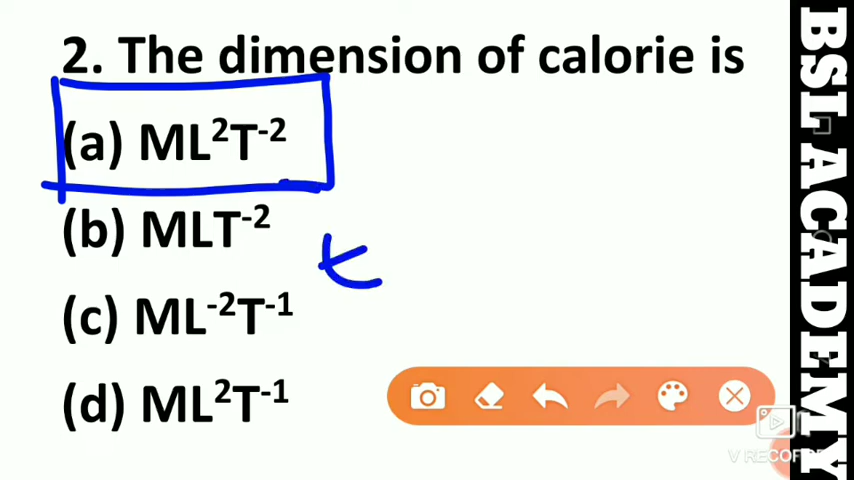 2. The dimension of calorie is
(a) ML²T⁻²
(b) MLT⁻²
(c) ML⁻²T⁻¹
(d) ML²T⁻¹
BSL ACADEMY